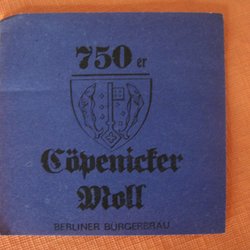 750er
Cöpenicker
Moll
BERLINER BÜRGERBRÄU